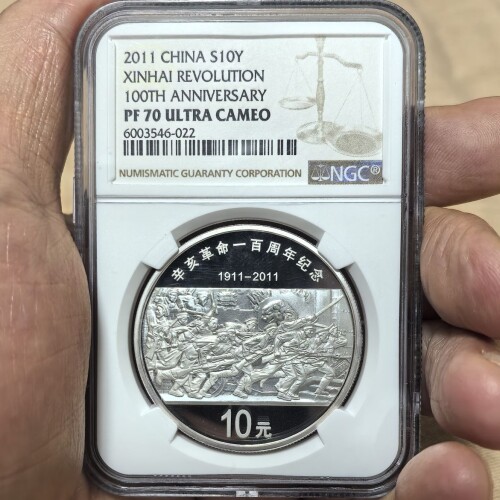 2011 CHINA S10Y
XINHAI REVOLUTION
100TH ANNIVERSARY
PF 70 ULTRA CAMEO
6003546-022
NUMISMATIC GUARANTY CORPORATION
NGC®
辛亥革命一百周年纪念
1911-2011
10元